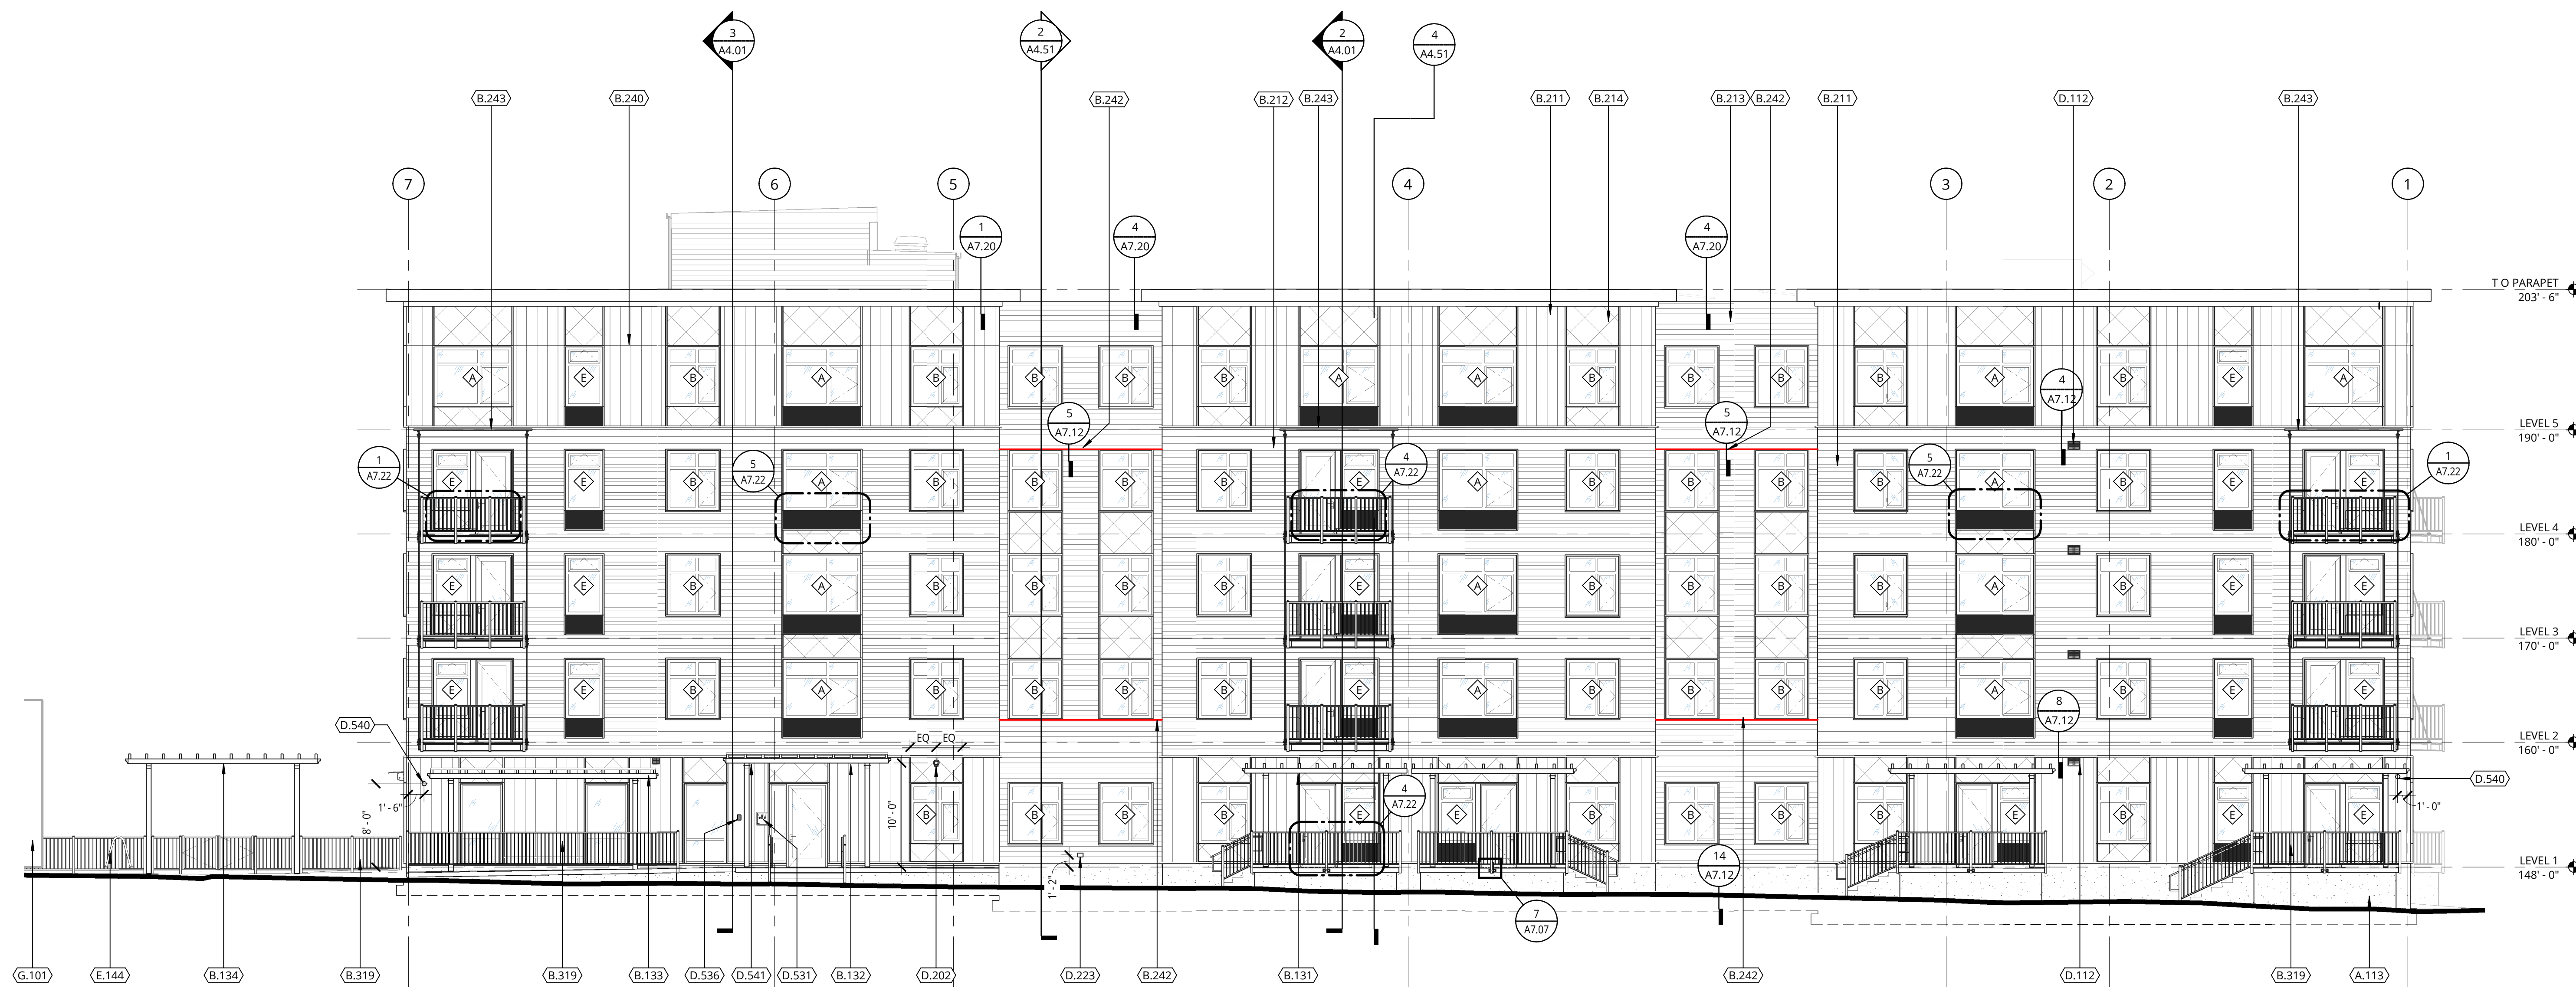 3
A4.01
2
A4.51
2
A4.01
4
A4.51
B.243
B.240
B.242
B.212
B.243
B.211
B.214
B.213
B.242
B.211
D.112
B.243
7
6
5
4
3
2
1
1
A7.20
4
A7.20
4
A7.20
T O PARAPET
203' - 6"
A
E
B
A
B
B
B
B
A
A
B
B
B
B
A
B
E
A
4
A7.12
5
A7.12
5
A7.12
LEVEL 5
190' - 0"
1
A7.22
5
A7.22
4
A7.22
5
A7.22
1
A7.22
E
E
B
A
B
B
B
B
E
A
B
B
B
B
A
B
E
E
LEVEL 4
180' - 0"
E
E
B
A
B
B
B
B
E
A
B
B
B
B
A
B
E
E
LEVEL 3
170' - 0"
E
E
B
A
B
B
B
B
E
A
B
B
B
B
A
B
E
E
8
A7.12
D.540
EQ
EQ
LEVEL 2
160' - 0"
D.540
1' - 6"
8' - 0"
10' - 0"
1' - 0"
4
A7.22
B
B
B
B
E
E
B
B
B
B
E
B
E
E
14
A7.12
1' - 2"
LEVEL 1
148' - 0"
7
A7.07
G.101
E.144
B.134
B.319
B.319
B.133
D.536
D.541
D.531
B.132
D.202
D.223
B.242
B.131
B.242
D.112
B.319
A.113